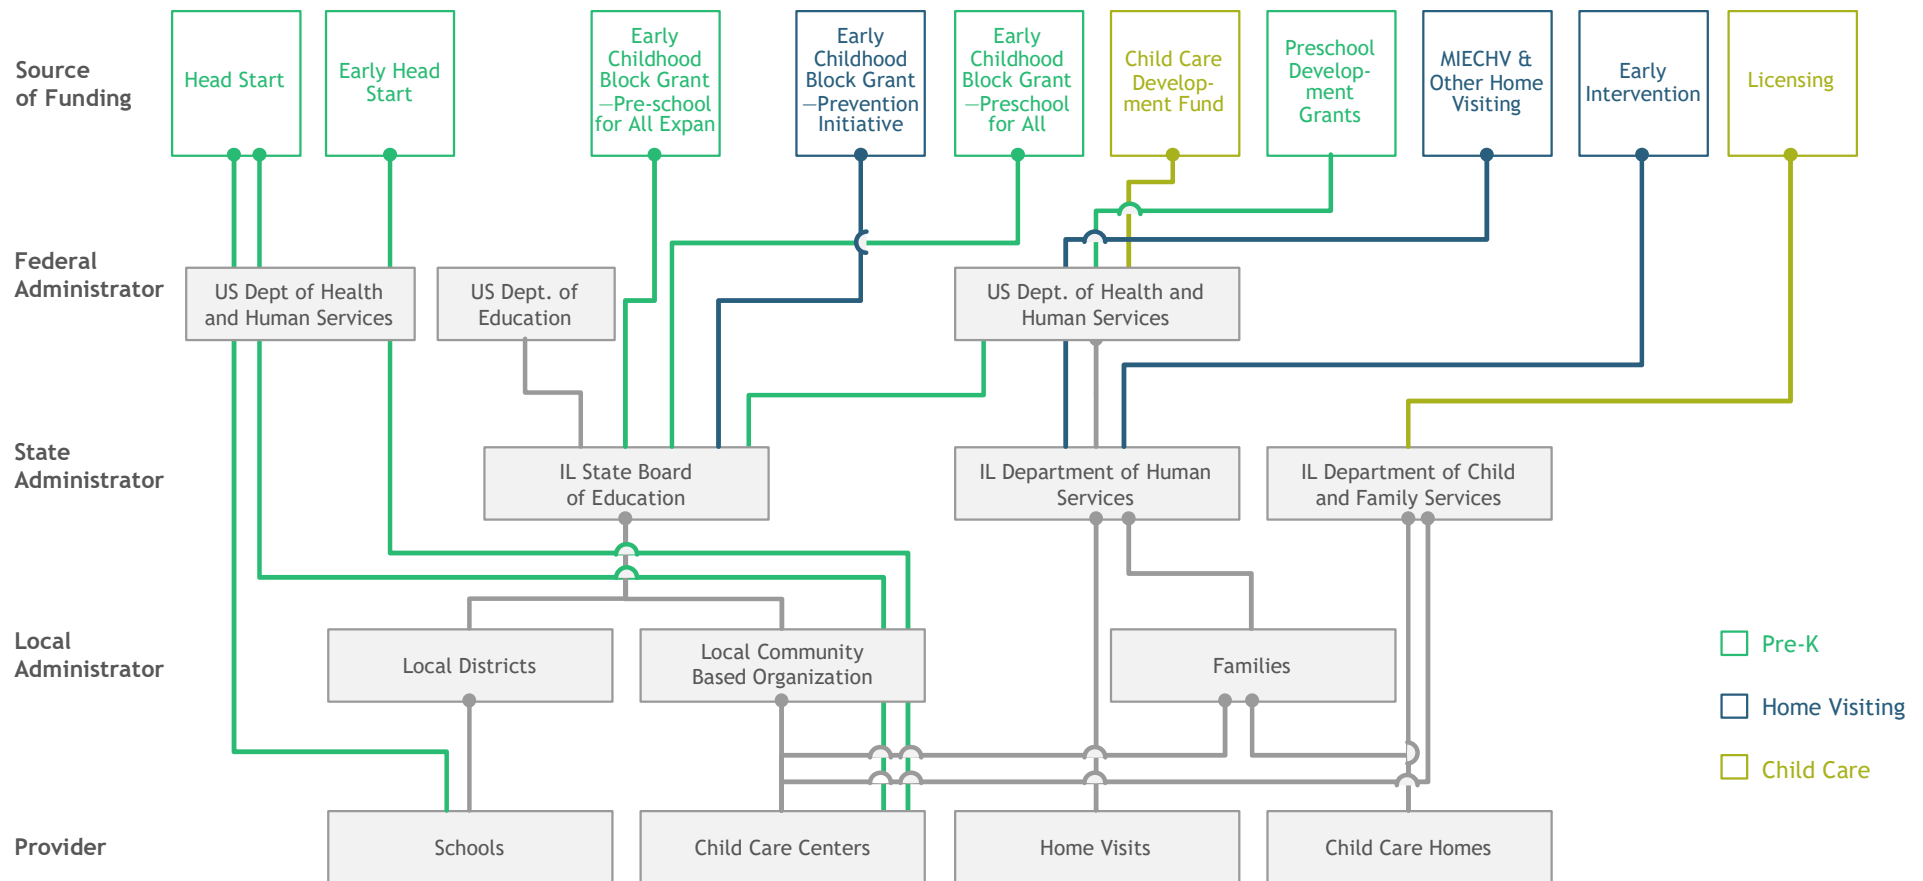 Source
of Funding
Head Start
Early Head
Start
Early
Childhood
Block Grant
—Pre-school
for All Expan
Early
Childhood
Block Grant
—Prevention
Initiative
Early
Childhood
Block Grant
—Preschool
for All
Child Care
Develop-
ment Fund
Preschool
Develop-
ment
Grants
MIECHV &
Other Home
Visiting
Early
Intervention
Licensing
Federal
Administrator
US Dept of Health
and Human Services
US Dept. of
Education
US Dept. of Health and
Human Services
State
Administrator
IL State Board
of Education
IL Department of Human
Services
IL Department of Child
and Family Services
Local
Administrator
Local Districts
Local Community
Based Organization
Families
Pre-K
Home Visiting
Child Care
Provider
Schools
Child Care Centers
Home Visits
Child Care Homes